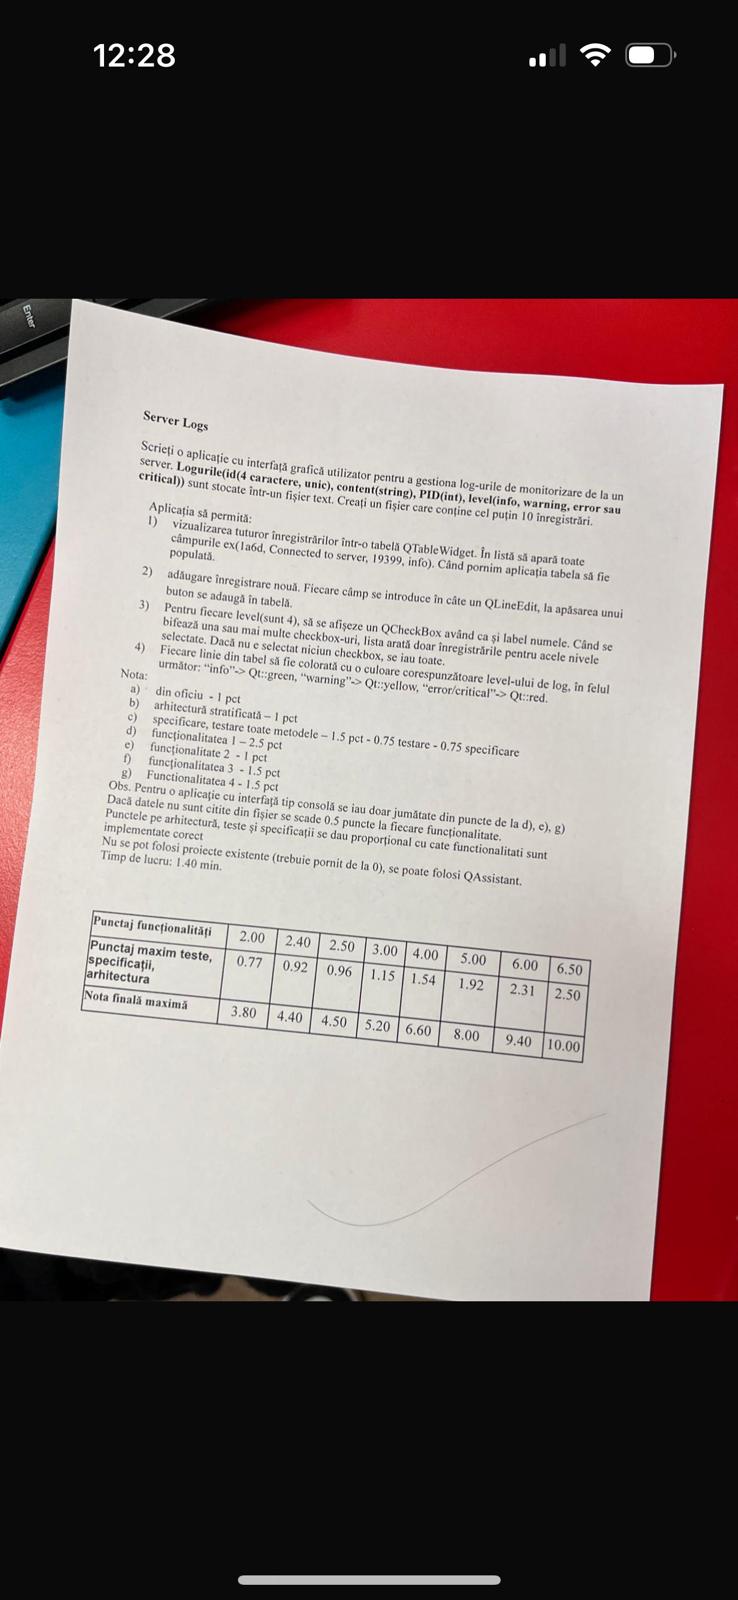 12:28
Enter
Server Logs
Scrieți o aplicație cu interfață grafică utilizator pentru a gestiona log-urile de monitorizare de la un
server. Logurile(id(4 caractere, unic), content(string), PID(int), level(info, warning, error sau
critical)) sunt stocate într-un fișier text. Creați un fișier care conține cel puțin 10 înregistrări.
Aplicația să permită:
1) vizualizarea tuturor înregistrărilor într-o tabelă QTableWidget. În listă să apară toate
câmpurile ex(1a6d, Connected to server, 19399, info). Când pornim aplicația tabela să fie
populată.
2) adăugare înregistrare nouă. Fiecare câmp se introduce în câte un QLineEdit, la apăsarea unui
buton se adaugă în tabelă.
3) Pentru fiecare level(sunt 4), să se afișeze un QCheckBox având ca și label numele. Când se
bifează una sau mai multe checkbox-uri, lista arată doar înregistrările pentru acele nivele
selectate. Dacă nu e selectat niciun checkbox, se iau toate.
4) Fiecare linie din tabel să fie colorată cu o culoare corespunzătoare level-ului de log, în felul
următor: "info"-> Qt::green, "warning"-> Qt::yellow, "error/critical"-> Qt::red.
Nota:
a) din oficiu - 1 pct
b) arhitectură stratificată – 1 pct
c) specificare, testare toate metodele – 1.5 pct - 0.75 testare - 0.75 specificare
d) funcționalitatea 1 – 2.5 pct
e) funcționalitate 2 - 1 pct
f) funcționalitatea 3 - 1.5 pct
g) Functionalitatea 4 - 1.5 pct
Obs. Pentru o aplicație cu interfață tip consolă se iau doar jumătate din puncte de la d), e), g)
Dacă datele nu sunt citite din fișier se scade 0.5 puncte la fiecare funcționalitate.
Punctele pe arhitectură, teste și specificații se dau proporțional cu cate functionalitati sunt
implementate corect
Nu se pot folosi proiecte existente (trebuie pornit de la 0), se poate folosi QAssistant.
Timp de lucru: 1.40 min.
Punctaj funcționalități 2.00 2.40 2.50 3.00 4.00 5.00 6.00 6.50
Punctaj maxim teste,
specificații,
arhitectura 0.77 0.92 0.96 1.15 1.54 1.92 2.31 2.50
Nota finală maximă 3.80 4.40 4.50 5.20 6.60 8.00 9.40 10.00